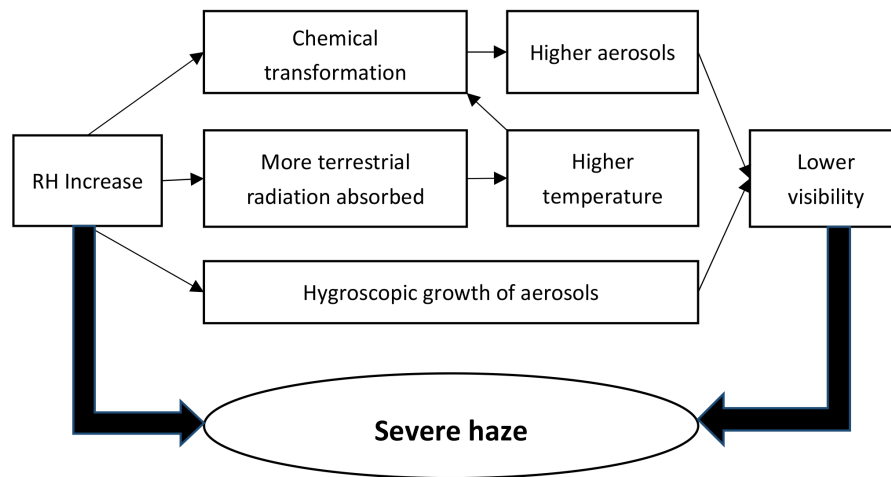 Chemical
transformation
Higher aerosols
RH Increase
More terrestrial
radiation absorbed
Higher
temperature
Lower
visibility
Hygroscopic growth of aerosols
Severe haze